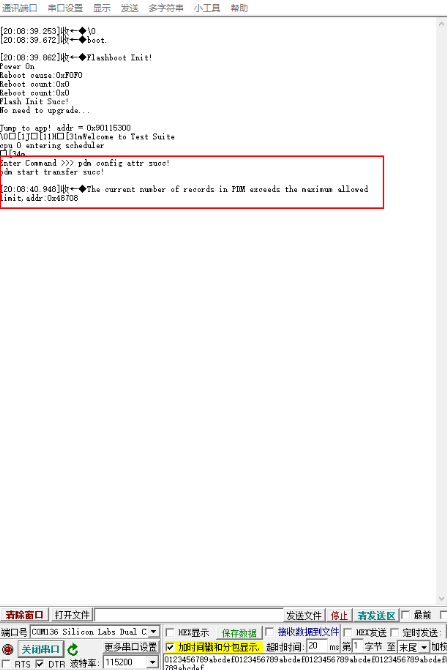 通讯端口 串口设置 显示 发送 多字符串 小工具 帮助
[20:08:39.253]收←◆\0
[20:08:39.672]收←◆boot.
[20:08:39.862]收←◆Flashboot Init!
Power On
Reboot cause:0xF0F0
Reboot count:0x0
Reboot count:0x0
Flash Init Succ!
No need to upgrade...
Jump to app! addr = 0x90115300
\0□[1J□[1;1H□[31mWelcome to Test Suite
cpu 0 entering scheduler
□[34m
Enter Command >>> pdm config attr succ!
pdm start transfer succ!
[20:08:40.948]收←◆The current number of records in PDM exceeds the maximum allowed
limit,addr:0x48708
清除窗口 打开文件 发送文件 停止 清发送区 最前
端口号 COM136 Silicon Labs Dual C HEX显示 保存数据 接收数据到文件 HEX发送 定时发送:
关闭串口 更多串口设置 加时间戳和分包显示, 超时时间: 20 ms 第 1 字节 至 末尾 加校
RTS DTR 波特率: 115200 0123456789abcdef0123456789abcdef0123456789abcdef0123456789abcdef
789abcdef